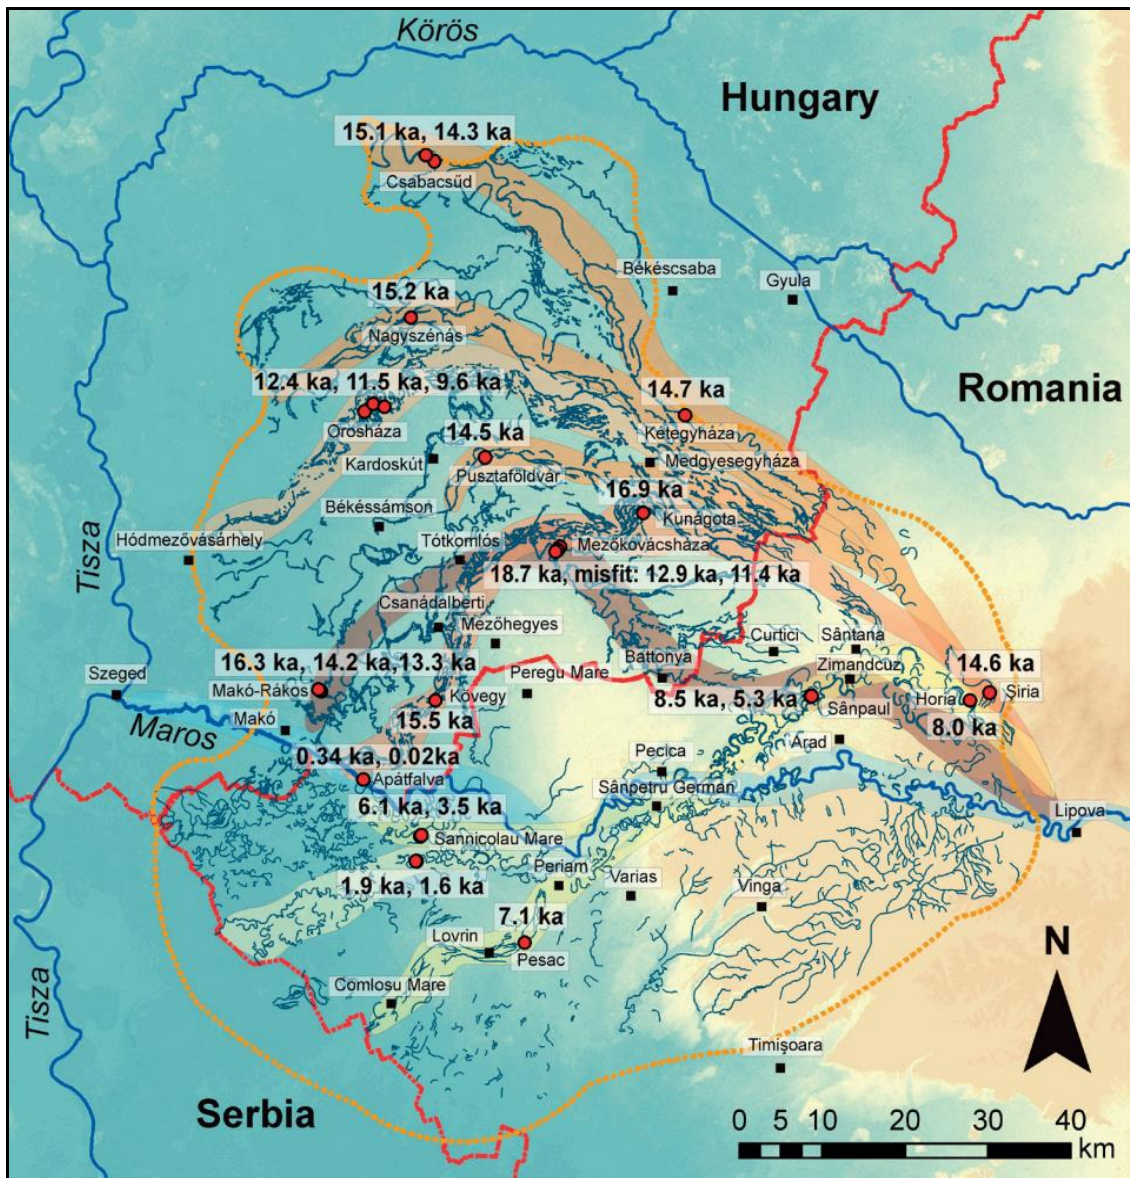 Körös
Hungary
15.1 ka, 14.3 ka
Csabacsűd
Békéscsaba
Gyula
15.2 ka
Nagyszénás
Romania
12.4 ka, 11.5 ka, 9.6 ka
14.7 ka
Orosháza
Kétegyháza
14.5 ka
Kardoskút
Medgyesegyháza
Pusztaföldvár
16.9 ka
Békéssámson
Kunágota
Tisza
Hódmezővásárhely
Tótkomlós
Mezőkovácsháza
18.7 ka, misfit: 12.9 ka, 11.4 ka
Csanádalberti
Mezőhegyes
Curtici
Sântana
Battonya
Zimandcuz
16.3 ka, 14.2 ka,13.3 ka
14.6 ka
Szeged
Makó-Rákos
Kövegy
Peregu Mare
8.5 ka, 5.3 ka
Sânpaul
Horia
Şiria
15.5 ka
8.0 ka
Maros
Makó
Arad
0.34 ka, 0.02ka
Pecica
Apátfalva
Sânpetru German
6.1 ka, 3.5 ka
Lipova
Sannicolau Mare
Periam
Varias
1.9 ka, 1.6 ka
Vinga
7.1 ka
Lovrin
Pesac
N
Comlosu Mare
Tisza
Timişoara
Serbia
0 5 10 20 30 40
km